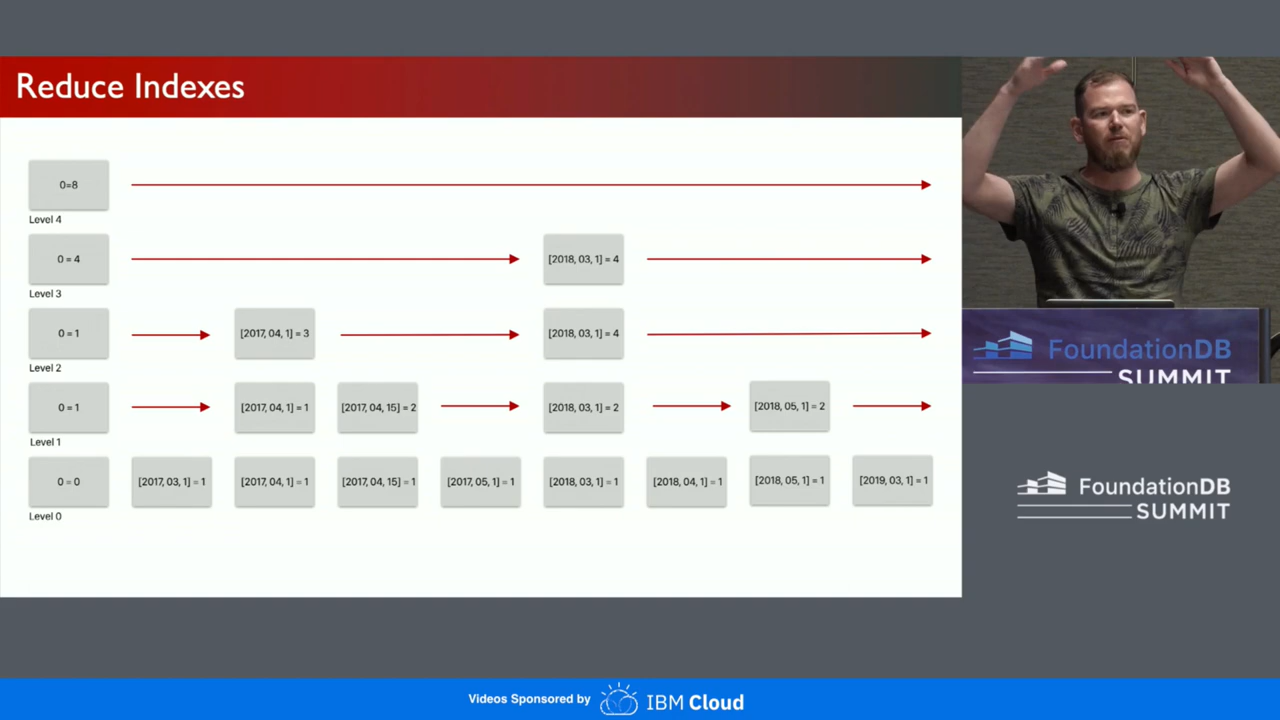 Reduce Indexes
0=8
Level 4
0 = 4
[2018, 03, 1] = 4
Level 3
0 = 1
[2017, 04, 1] = 3
[2018, 03, 1] = 4
Level 2
0 = 1
[2017, 04, 1] = 1
[2017, 04, 15] = 2
[2018, 03, 1] = 2
[2018, 05, 1] = 2
Level 1
0 = 0
[2017, 03, 1] = 1
[2017, 04, 1] = 1
[2017, 04, 15] = 1
[2017, 05, 1] = 1
[2018, 03, 1] = 1
[2018, 04, 1] = 1
[2018, 05, 1] = 1
[2019, 03, 1] = 1
Level 0
FoundationDB
SUMMIT
FoundationDB
SUMMIT
Videos Sponsored by
IBM Cloud